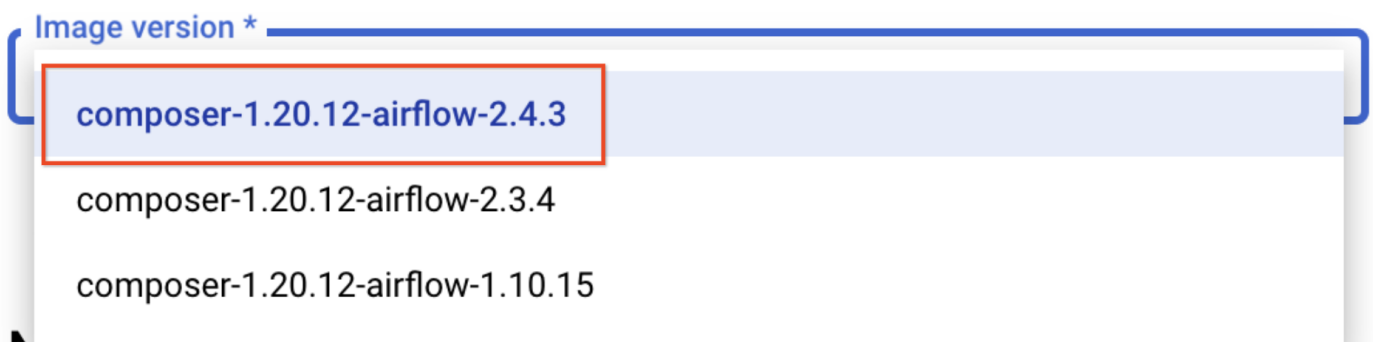 Image version *
composer-1.20.12-airflow-2.4.3
composer-1.20.12-airflow-2.3.4
composer-1.20.12-airflow-1.10.15